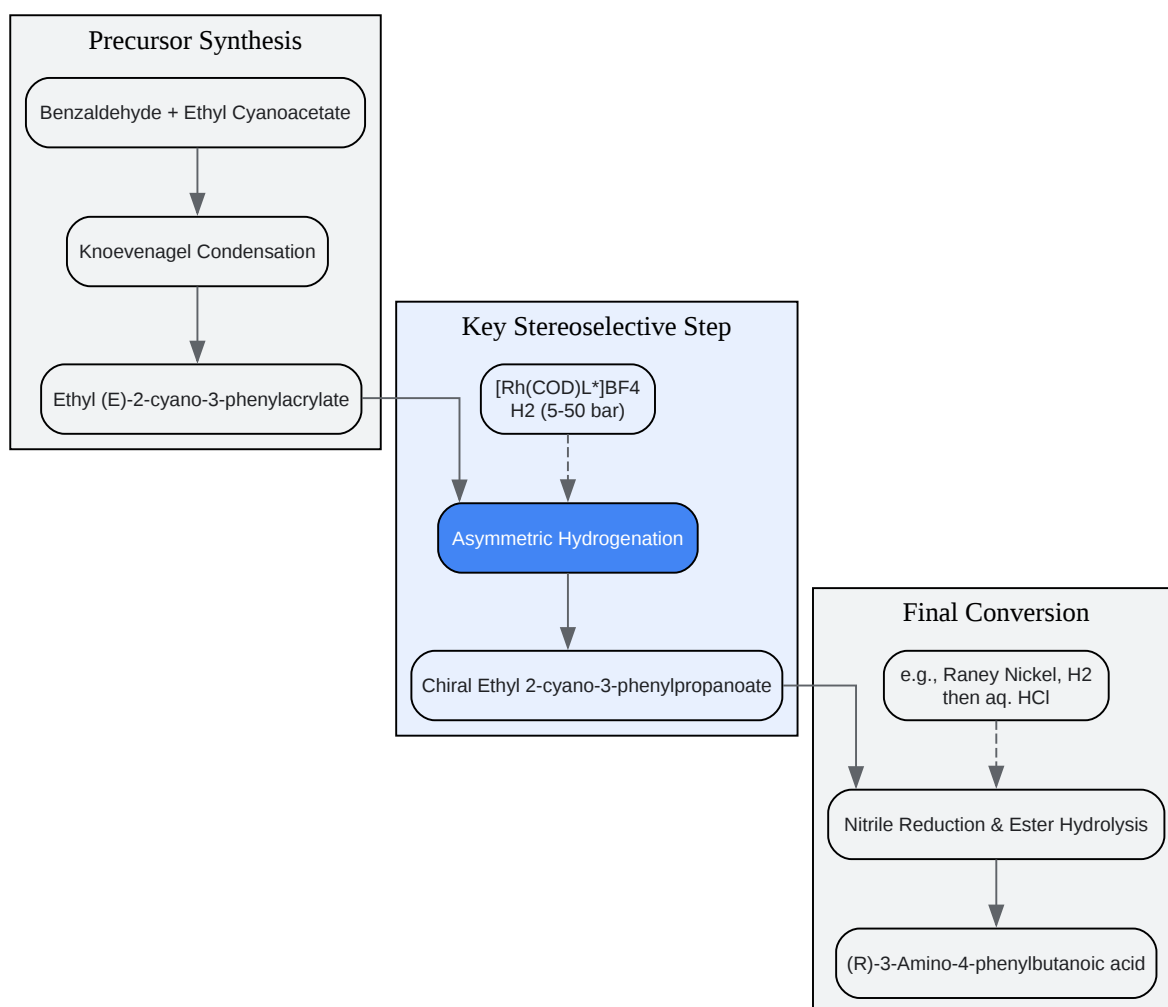 Precursor Synthesis
Benzaldehyde + Ethyl Cyanoacetate
Knoevenagel Condensation
Ethyl (E)-2-cyano-3-phenylacrylate
Key Stereoselective Step
[Rh(COD)L*]BF4
H2 (5-50 bar)
Asymmetric Hydrogenation
Chiral Ethyl 2-cyano-3-phenylpropanoate
Final Conversion
e.g., Raney Nickel, H2
then aq. HCl
Nitrile Reduction & Ester Hydrolysis
(R)-3-Amino-4-phenylbutanoic acid